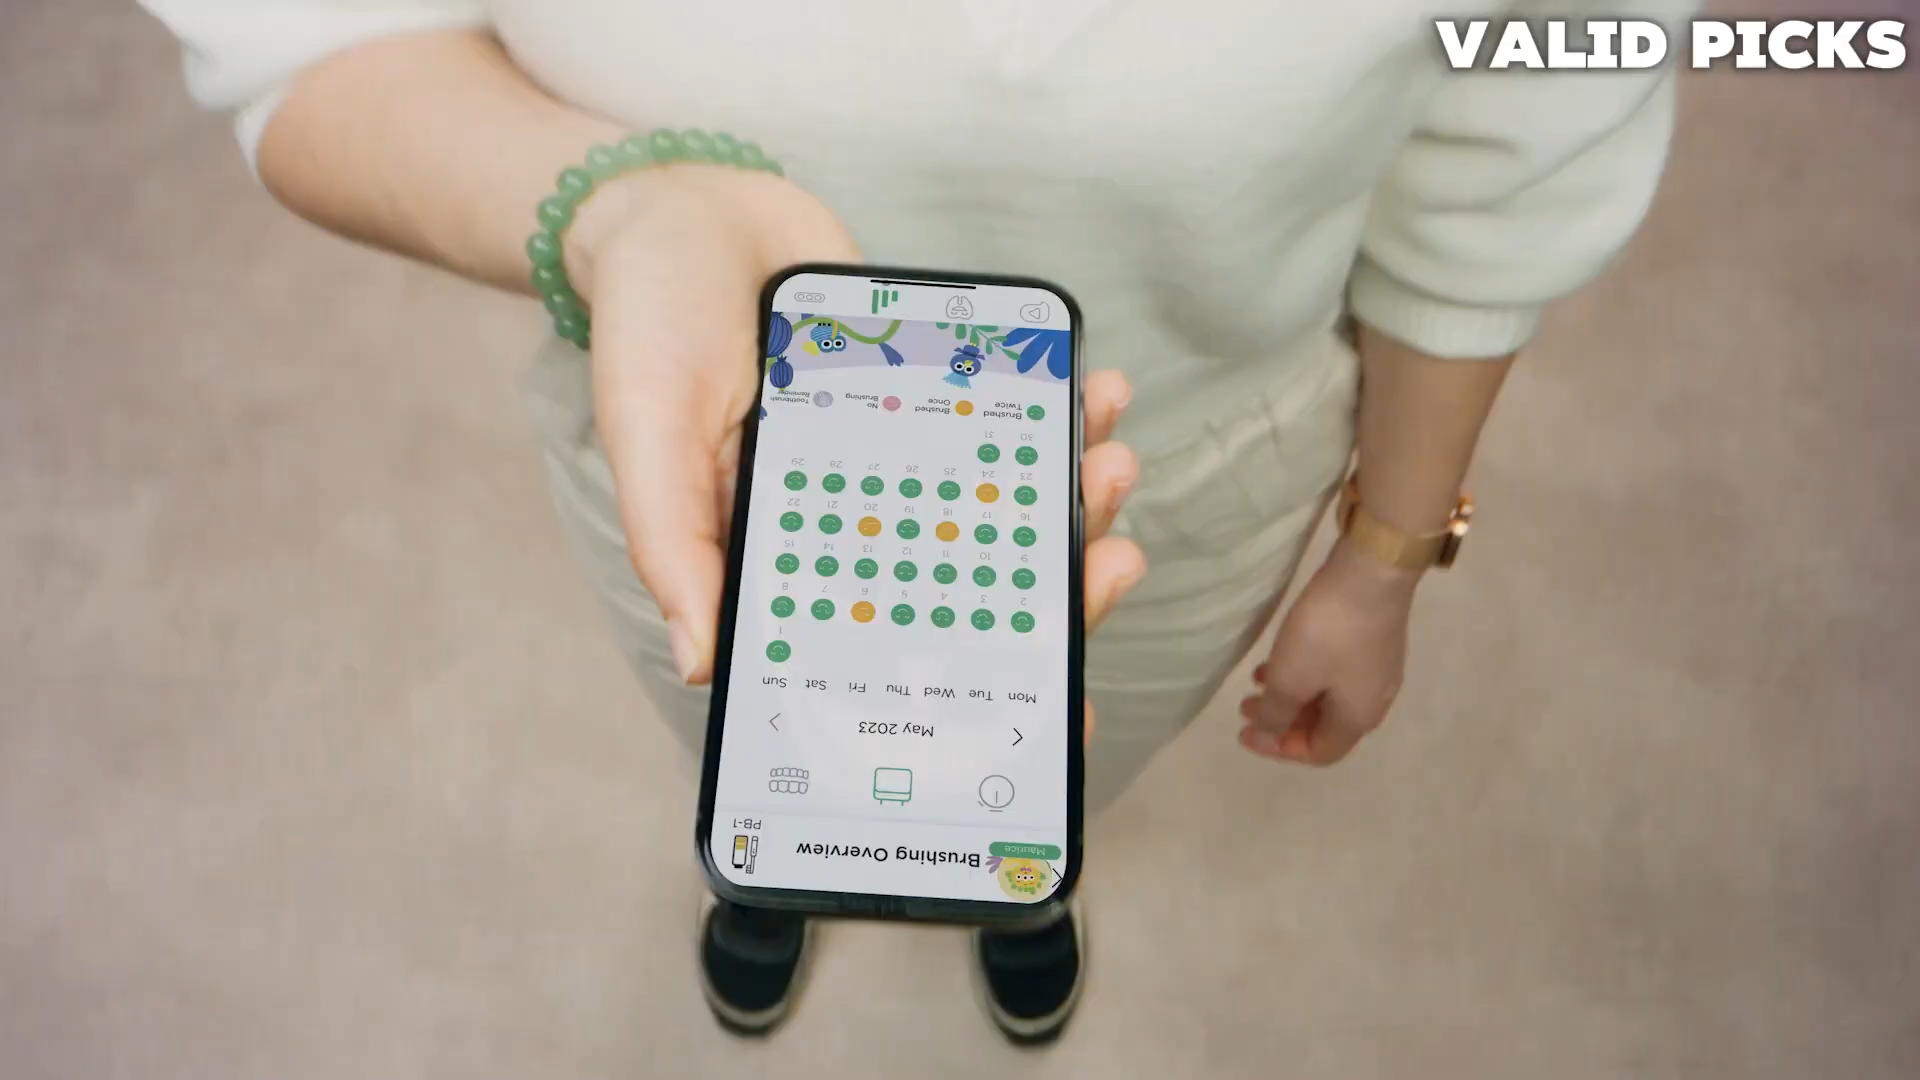 VALID PICKS
Maurice
Brushing Overview
PB-1
May 2023
Mon Tue Wed Thu Fri Sat Sun
1
2 3 4 5 6 7 8
9 10 11 12 13 14 15
16 17 18 19 20 21 22
23 24 25 26 27 28 29
30 31
Brushed Twice
Brushed Once
No Brushing
Toothbrush Reminder